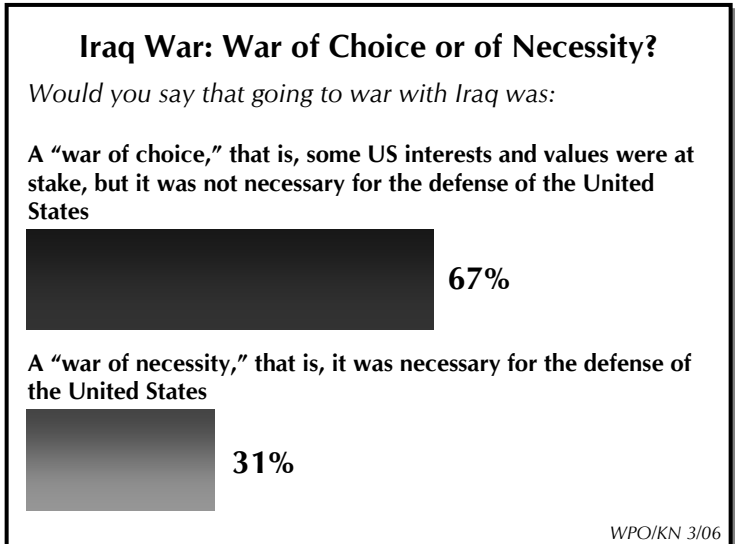 Iraq War: War of Choice or of Necessity?
Would you say that going to war with Iraq was:
A “war of choice,” that is, some US interests and values were at
stake, but it was not necessary for the defense of the United
States
67%
A “war of necessity,” that is, it was necessary for the defense of
the United States
31%
WPO/KN 3/06